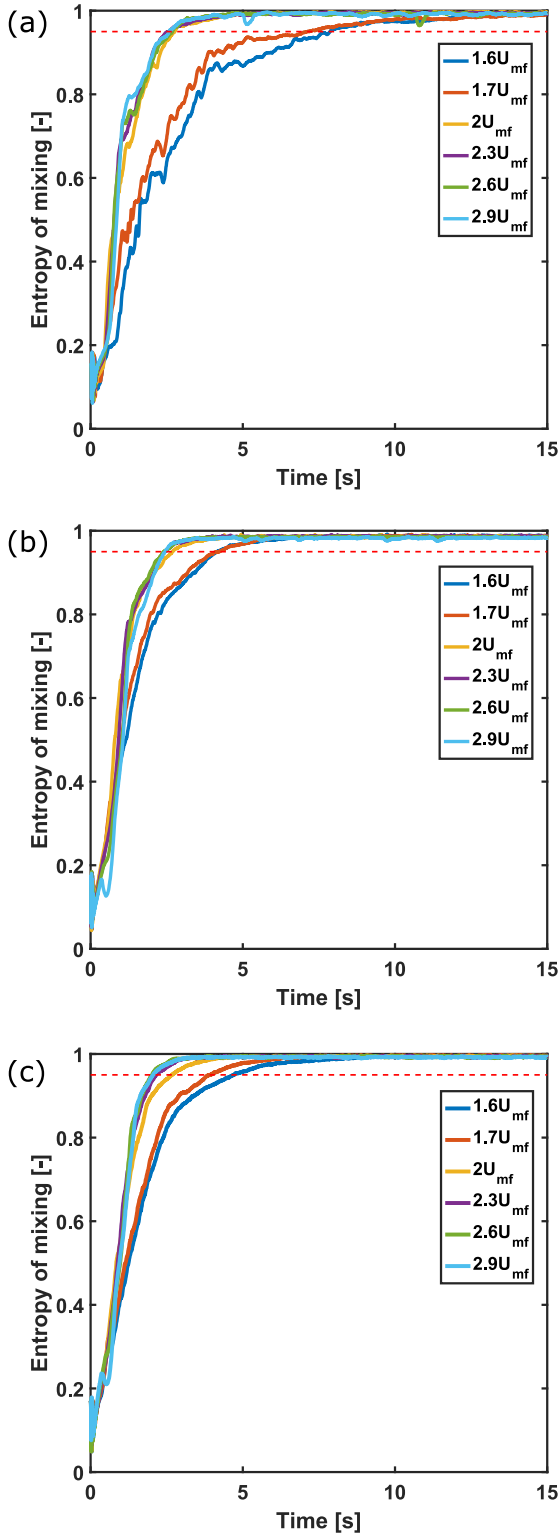 (a)
1
0.8
0.6
0.4
0.2
0
Entropy of mixing [-]
0 5 10 15
Time [s]
1.6U_mf
1.7U_mf
2U_mf
2.3U_mf
2.6U_mf
2.9U_mf
(b)
1
0.8
0.6
0.4
0.2
0
Entropy of mixing [-]
0 5 10 15
Time [s]
1.6U_mf
1.7U_mf
2U_mf
2.3U_mf
2.6U_mf
2.9U_mf
(c)
1
0.8
0.6
0.4
0.2
0
Entropy of mixing [-]
0 5 10 15
Time [s]
1.6U_mf
1.7U_mf
2U_mf
2.3U_mf
2.6U_mf
2.9U_mf